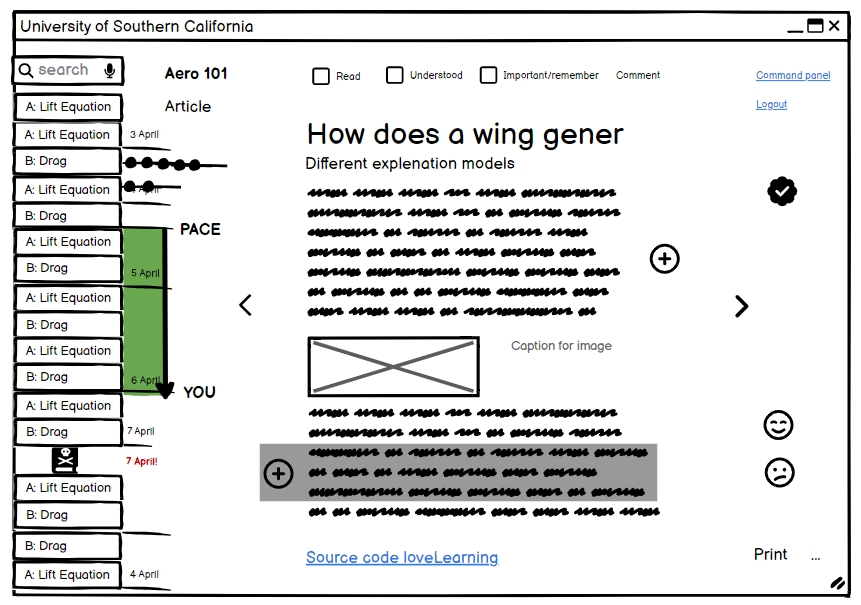 University of Southern California
search
Aero 101
Read
Understood
Important/remember
Comment
Command panel
Article
Logout
A: Lift Equation
A: Lift Equation
3 April
B: Drag
A: Lift Equation
B: Drag
PACE
A: Lift Equation
B: Drag
5 April
A: Lift Equation
B: Drag
A: Lift Equation
B: Drag
6 April
YOU
A: Lift Equation
B: Drag
7 April
7 April!
A: Lift Equation
B: Drag
B: Drag
A: Lift Equation
4 April
How does a wing gener
Different explenation models
Caption for image
Source code loveLearning
Print
...